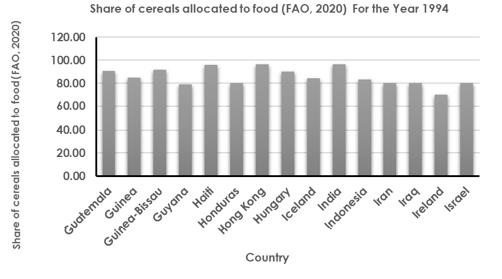 Share of cereals allocated to food (FAO, 2020)  For the Year 1994
Share of cereals allocated to food(FAO, 2020)
120.00
100.00
80.00
60.00
40.00
20.00
0.00
Guatemala
Guinea
Guinea-Bissau
Guyana
Haiti
Honduras
Hong Kong
Hungary
Iceland
India
Indonesia
Iran
Iraq
Ireland
Israel
Country